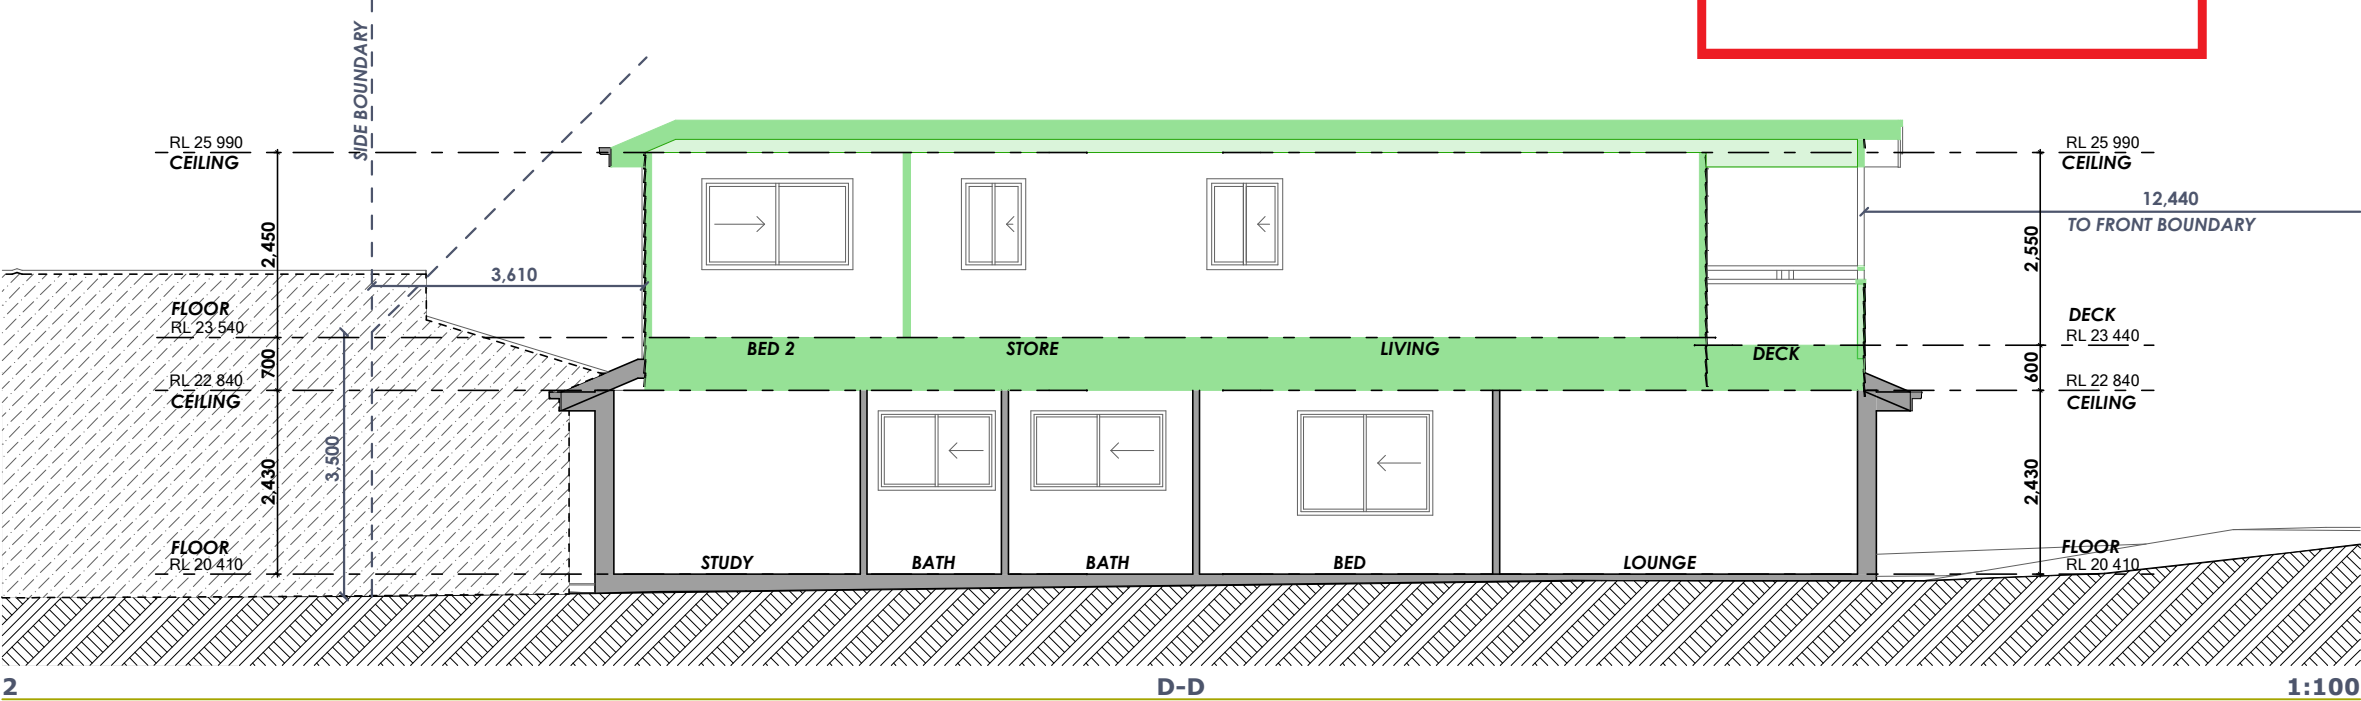 SIDE BOUNDARY
RL 25 990
CEILING
RL 25 990
CEILING
12,440
TO FRONT BOUNDARY
2,450
2,550
3,610
FLOOR
RL 23 540
DECK
RL 23 440
BED 2
STORE
LIVING
DECK
700
600
RL 22 840
CEILING
RL 22 840
CEILING
3,500
2,430
2,430
FLOOR
RL 20 410
STUDY
BATH
BATH
BED
LOUNGE
FLOOR
RL 20 410
2
D-D
1:100